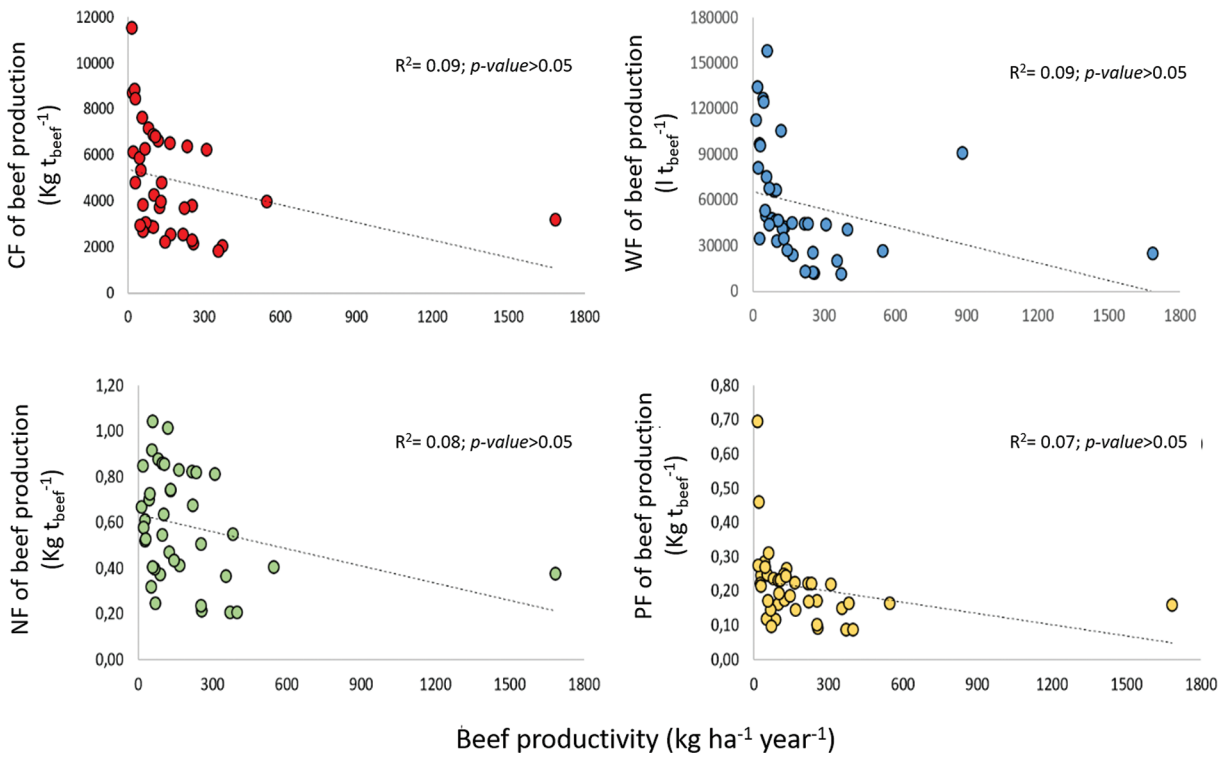 CF of beef production
(Kg t_beef^-1)
12000
10000
8000
6000
4000
2000
0
R²= 0.09; p-value>0.05
0 300 600 900 1200 1500 1800
WF of beef production
(l t_beef^-1)
180000
150000
120000
90000
60000
30000
0
R²= 0.09; p-value>0.05
0 300 600 900 1200 1500 1800
NF of beef production
(Kg t_beef^-1)
1,20
1,00
0,80
0,60
0,40
0,20
0,00
R²= 0.08; p-value>0.05
0 300 600 900 1200 1500 1800
PF of beef production
(Kg t_beef^-1)
0,80
0,70
0,60
0,50
0,40
0,30
0,20
0,10
0,00
R²= 0.07; p-value>0.05
0 300 600 900 1200 1500 1800
Beef productivity (kg ha^-1 year^-1)